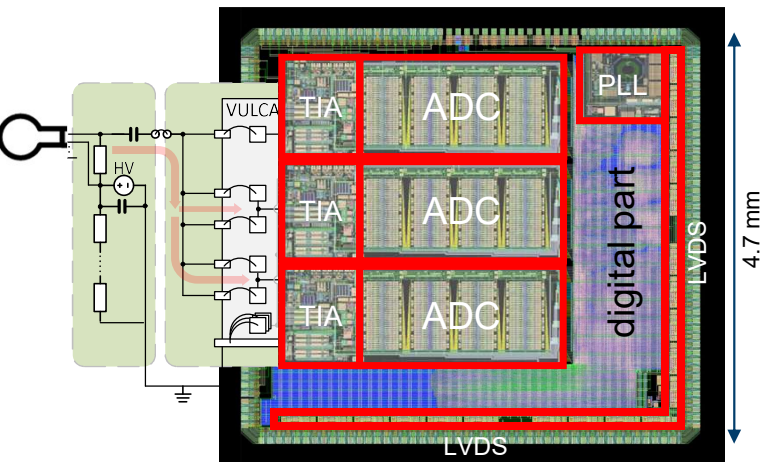 VULCA
HV
TIA
ADC
PLL
TIA
ADC
digital part
LVDS
4.7 mm
TIA
ADC
LVDS